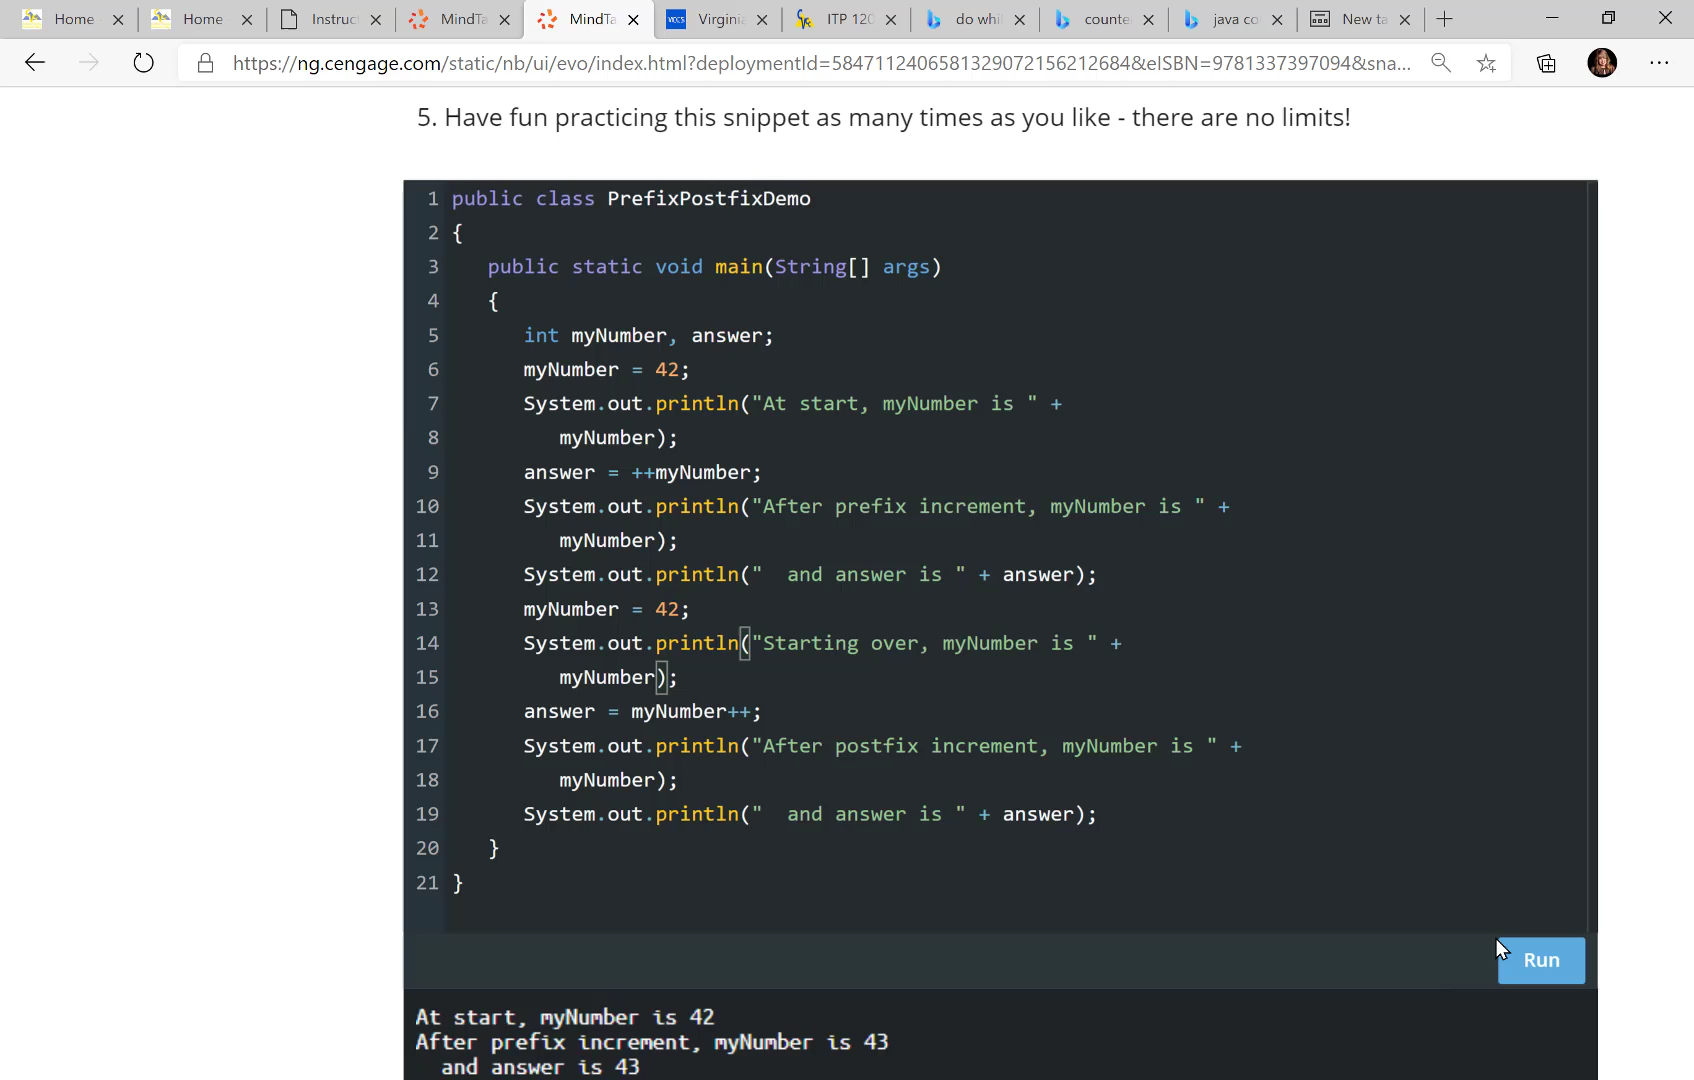 Home
Home
Instruc
MindTa
MindTa
VCCS Virginia
ITP 120
do whil
counte
java co
New ta
https://ng.cengage.com/static/nb/ui/evo/index.html?deploymentId=5847112406581329072156212684&eISBN=9781337397094&sna...
5. Have fun practicing this snippet as many times as you like - there are no limits!
1 public class PrefixPostfixDemo
2 {
3 public static void main(String[] args)
4 {
5 int myNumber, answer;
6 myNumber = 42;
7 System.out.println("At start, myNumber is " +
8 myNumber);
9 answer = ++myNumber;
10 System.out.println("After prefix increment, myNumber is " +
11 myNumber);
12 System.out.println("  and answer is " + answer);
13 myNumber = 42;
14 System.out.println("Starting over, myNumber is " +
15 myNumber);
16 answer = myNumber++;
17 System.out.println("After postfix increment, myNumber is " +
18 myNumber);
19 System.out.println("  and answer is " + answer);
20 }
21 }
Run
At start, myNumber is 42
After prefix increment, myNumber is 43
and answer is 43